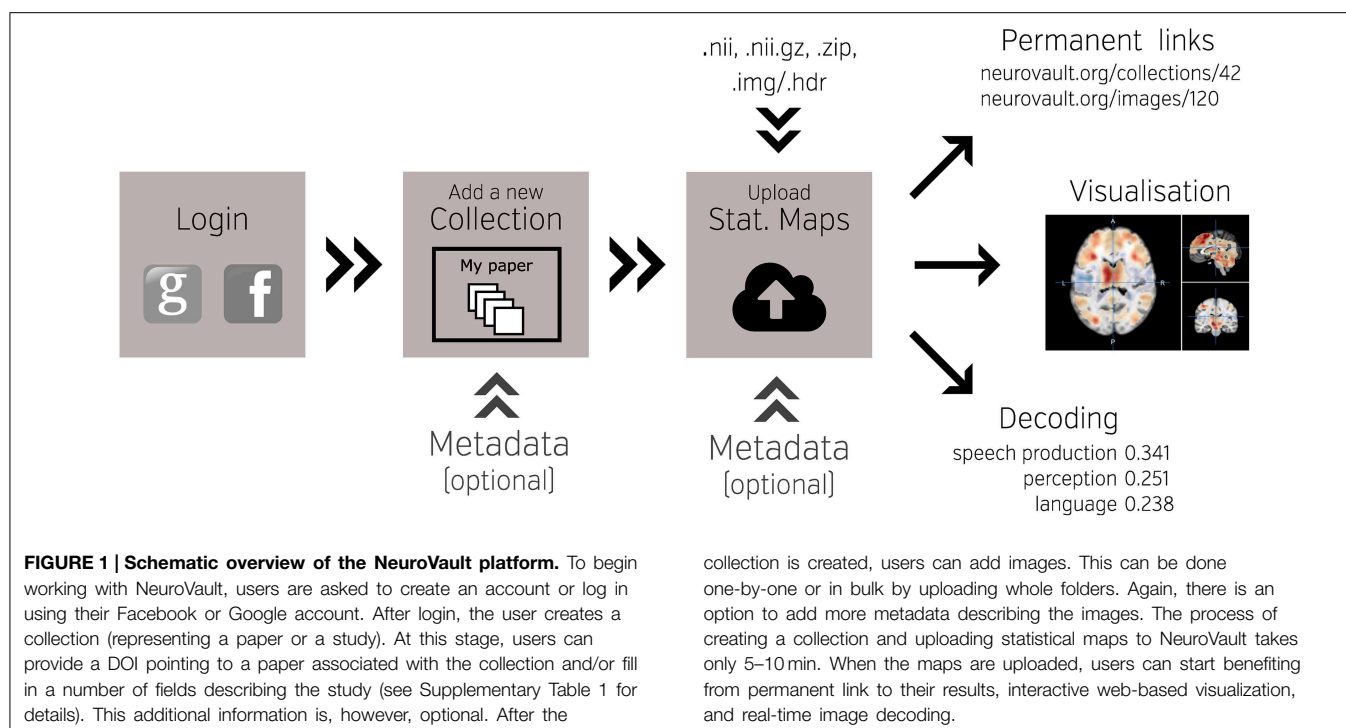 .nii, .nii.gz, .zip,
.img/.hdr
Permanent links
neurovault.org/collections/42
neurovault.org/images/120
Login
g f
Add a new
Collection
My paper
Upload
Stat. Maps
Visualisation
A
L
R
P
Metadata
(optional)
Metadata
(optional)
Decoding
speech production 0.341
perception 0.251
language 0.238
FIGURE 1 | Schematic overview of the NeuroVault platform. To begin
working with NeuroVault, users are asked to create an account or log in
using their Facebook or Google account. After login, the user creates a
collection (representing a paper or a study). At this stage, users can
provide a DOI pointing to a paper associated with the collection and/or fill
in a number of fields describing the study (see Supplementary Table 1 for
details). This additional information is, however, optional. After the
collection is created, users can add images. This can be done
one-by-one or in bulk by uploading whole folders. Again, there is an
option to add more metadata describing the images. The process of
creating a collection and uploading statistical maps to NeuroVault takes
only 5–10 min. When the maps are uploaded, users can start benefiting
from permanent link to their results, interactive web-based visualization,
and real-time image decoding.